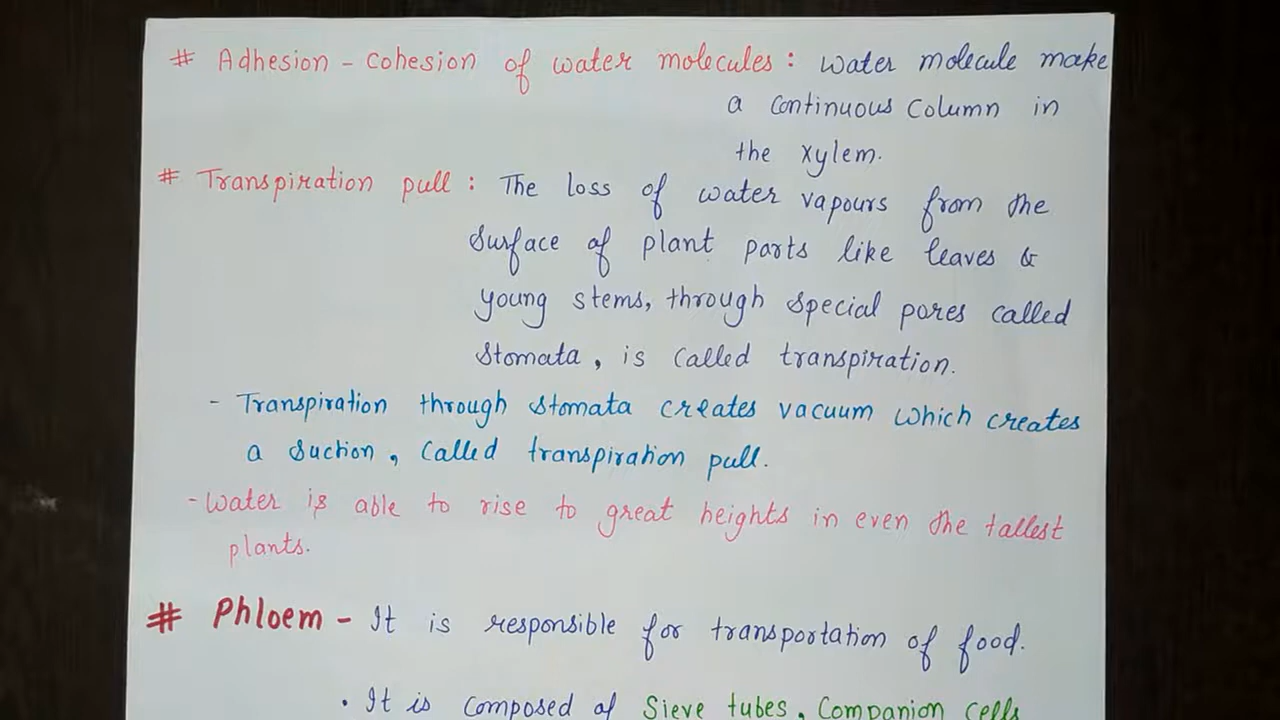 # Adhesion - cohesion of water molecules : water molecule make
a continuous column in
the xylem.
# Transpiration pull : The loss of water vapours from the
surface of plant parts like leaves &
young stems, through special pores called
stomata, is called transpiration.
- Transpiration through stomata creates vacuum which creates
a suction, called transpiration pull.
- Water is able to rise to great heights in even the tallest
plants.
# Phloem - It is responsible for transportation of food.
• It is composed of Sieve tubes, Companion cells